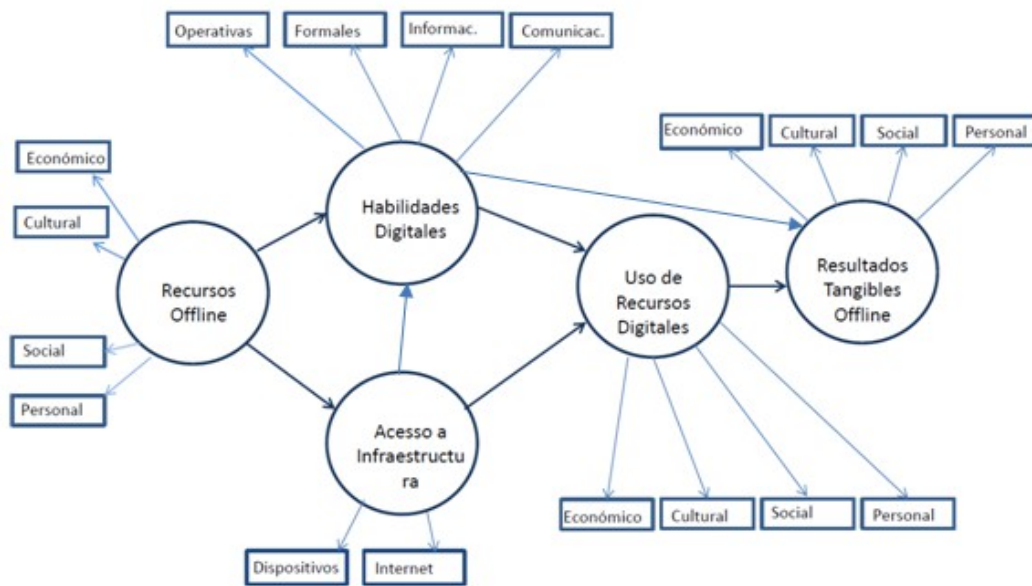 Operativas
Formales
Informac.
Comunicac.
Económico
Cultural
Social
Personal
Económico
Cultural
Habilidades
Digitales
Recursos
Offline
Uso de
Recursos
Digitales
Resultados
Tangibles
Offline
Social
Personal
Acesso a
Infraestructu
ra
Económico
Cultural
Social
Personal
Dispositivos
Internet